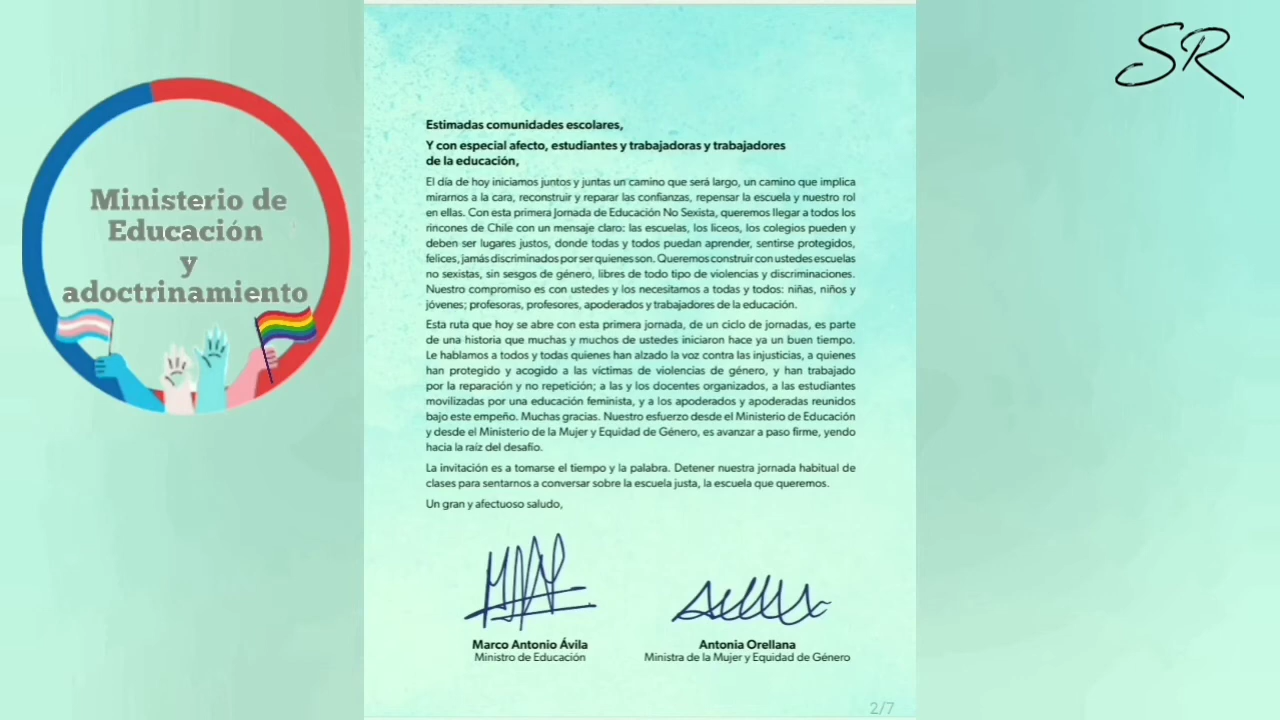 Ministerio de
Educación
y
adoctrinamiento
SR
Estimadas comunidades escolares,
Y con especial afecto, estudiantes y trabajadoras y trabajadores
de la educación,
El día de hoy iniciamos juntos y juntas un camino que será largo, un camino que implica
mirarnos a la cara, reconstruir y reparar las confianzas, repensar la escuela y nuestro rol
en ellas. Con esta primera Jornada de Educación No Sexista, queremos llegar a todos los
rincones de Chile con un mensaje claro: las escuelas, los liceos, los colegios pueden y
deben ser lugares justos, donde todas y todos puedan aprender, sentirse protegidos,
felices, jamás discriminados por ser quienes son. Queremos construir con ustedes escuelas
no sexistas, sin sesgos de género, libres de todo tipo de violencias y discriminaciones.
Nuestro compromiso es con ustedes y los necesitamos a todas y todos: niñas, niños y
jóvenes; profesoras, profesores, apoderados y trabajadores de la educación.
Esta ruta que hoy se abre con esta primera jornada, de un ciclo de jornadas, es parte
de una historia que muchas y muchos de ustedes iniciaron hace ya un buen tiempo.
Le hablamos a todos y todas quienes han alzado la voz contra las injusticias, a quienes
han protegido y acogido a las víctimas de violencias de género, y han trabajado
por la reparación y no repetición; a las y los docentes organizados, a las estudiantes
movilizadas por una educación feminista, y a los apoderados y apoderadas reunidos
bajo este empeño. Muchas gracias. Nuestro esfuerzo desde el Ministerio de Educación
y desde el Ministerio de la Mujer y Equidad de Género, es avanzar a paso firme, yendo
hacia la raíz del desafío.
La invitación es a tomarse el tiempo y la palabra. Detener nuestra jornada habitual de
clases para sentarnos a conversar sobre la escuela justa, la escuela que queremos.
Un gran y afectuoso saludo,
Marco Antonio Ávila
Ministro de Educación
Antonia Orellana
Ministra de la Mujer y Equidad de Género
2/7